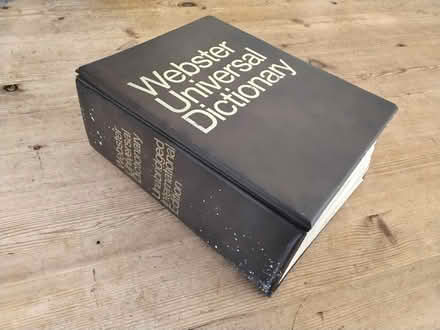 Webster
Universal
Dictionary
Webster
Universal
Dictionary
Unabridged
International
Edition